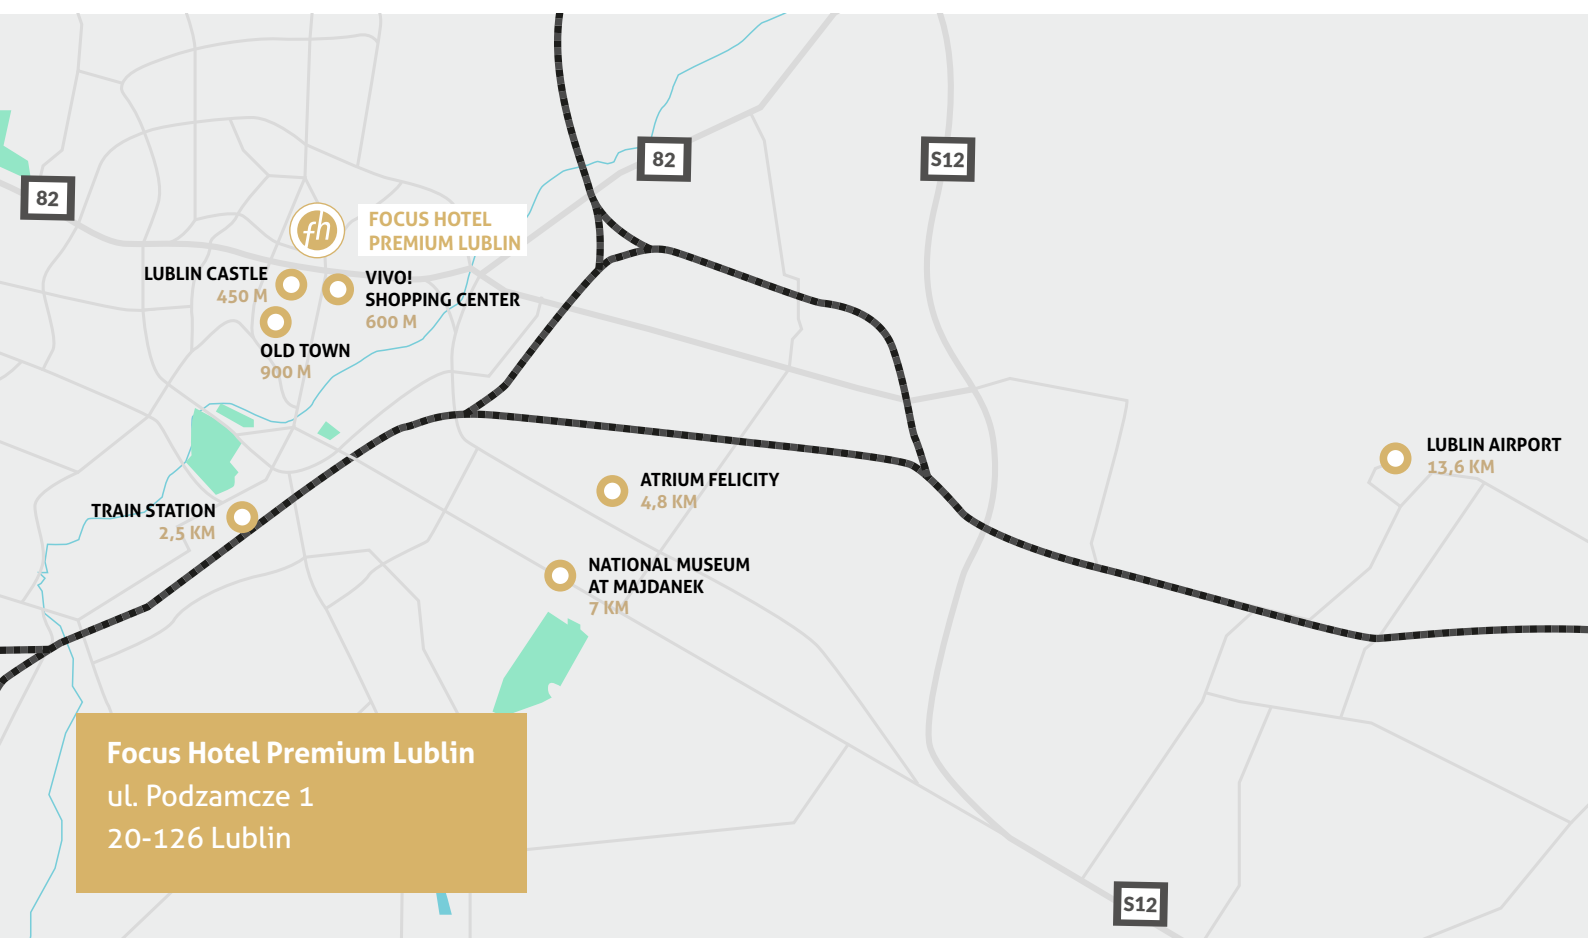 82
S12
82
fh
FOCUS HOTEL
PREMIUM LUBLIN
LUBLIN CASTLE
450 M
VIVO!
SHOPPING CENTER
600 M
OLD TOWN
900 M
LUBLIN AIRPORT
13,6 KM
ATRIUM FELICITY
4,8 KM
TRAIN STATION
2,5 KM
NATIONAL MUSEUM
AT MAJDANEK
7 KM
Focus Hotel Premium Lublin
ul. Podzamcze 1
20-126 Lublin
S12